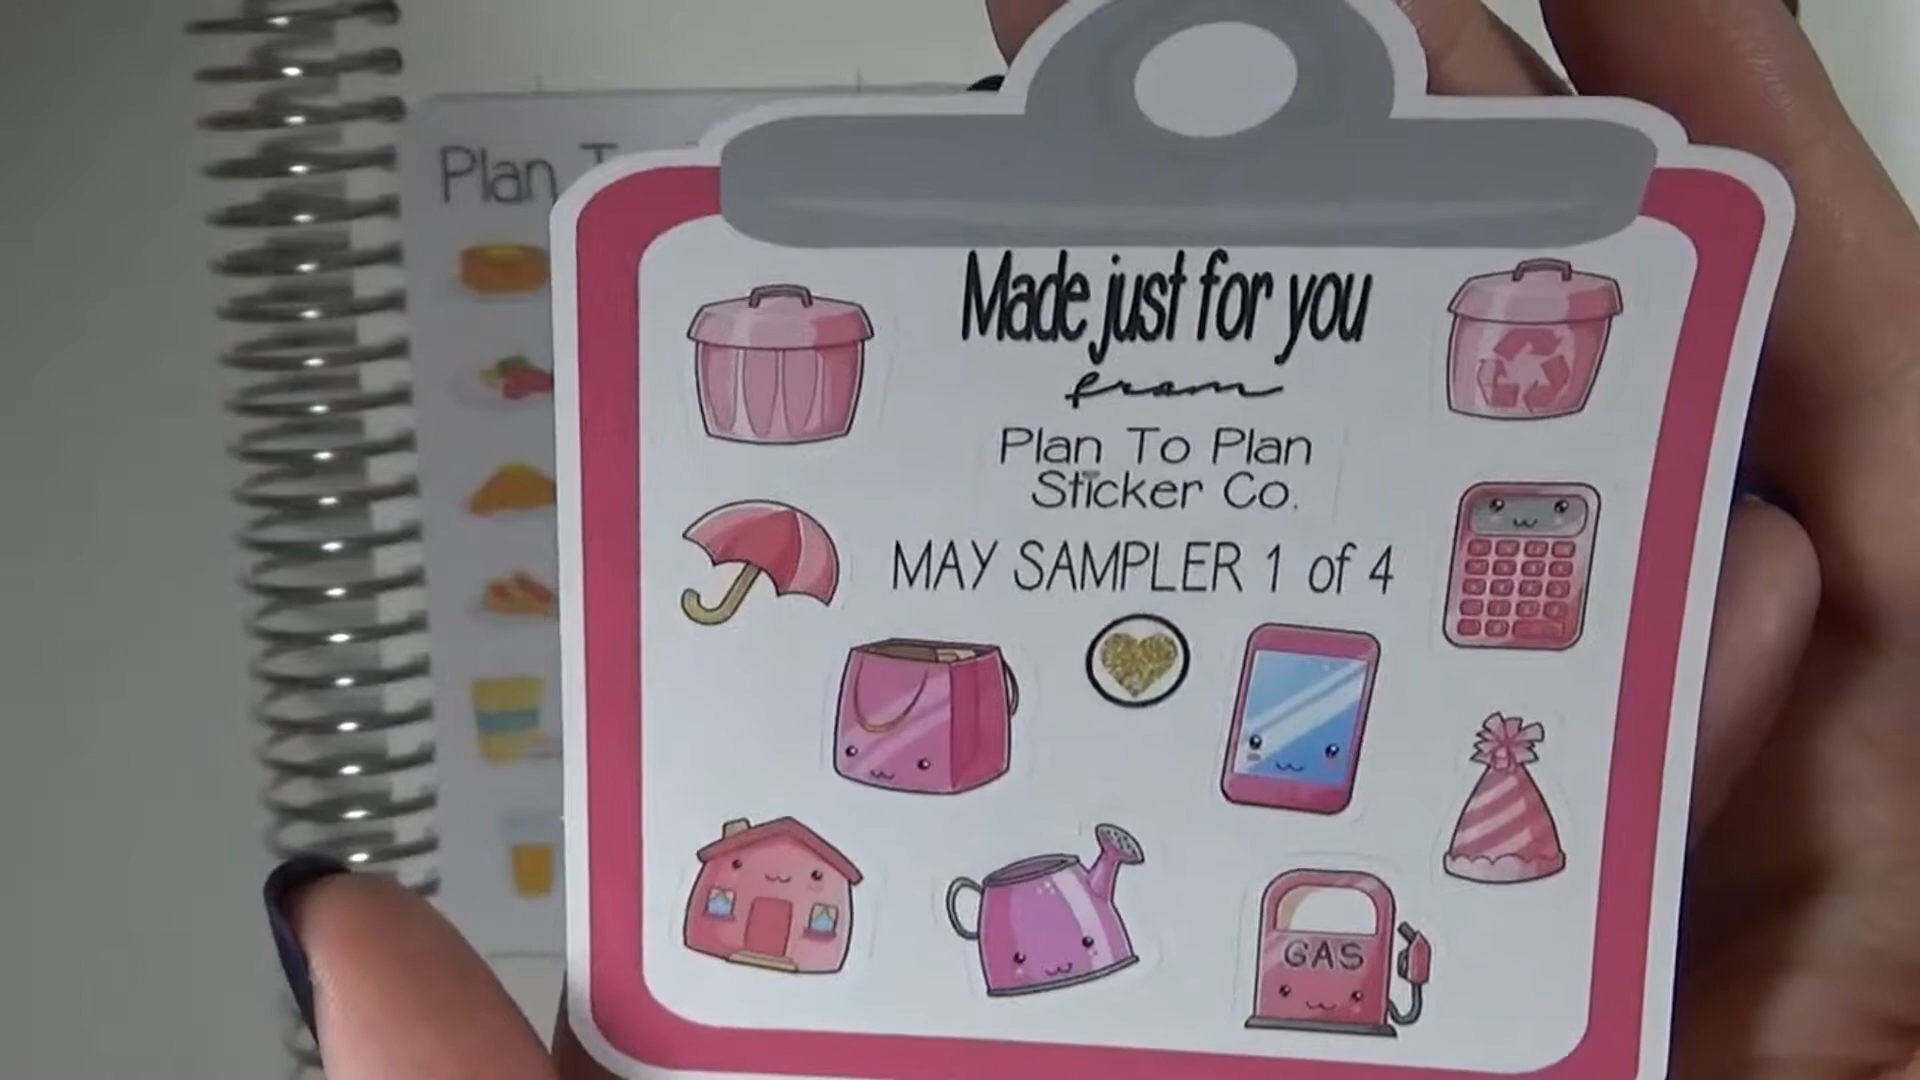 Plan
Made just for you
from
Plan To Plan
Sticker Co.
MAY SAMPLER 1 of 4
GAS